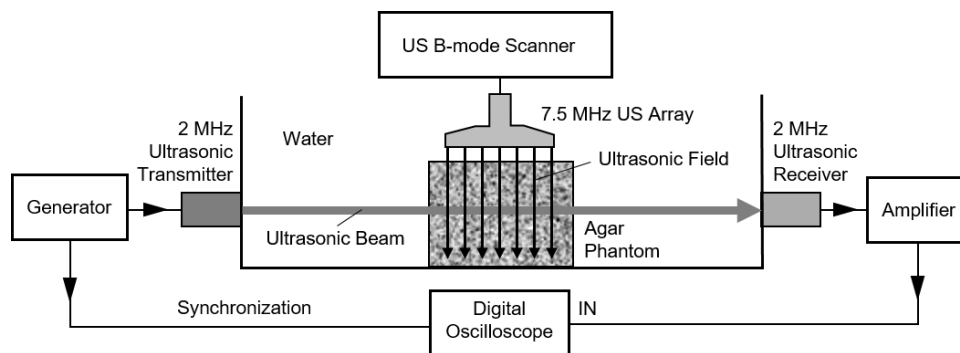 US B-mode Scanner
7.5 MHz US Array
2 MHz
Ultrasonic
Transmitter
Water
Ultrasonic Field
2 MHz
Ultrasonic
Receiver
Generator
Ultrasonic Beam
Agar
Phantom
Amplifier
Synchronization
Digital
Oscilloscope
IN